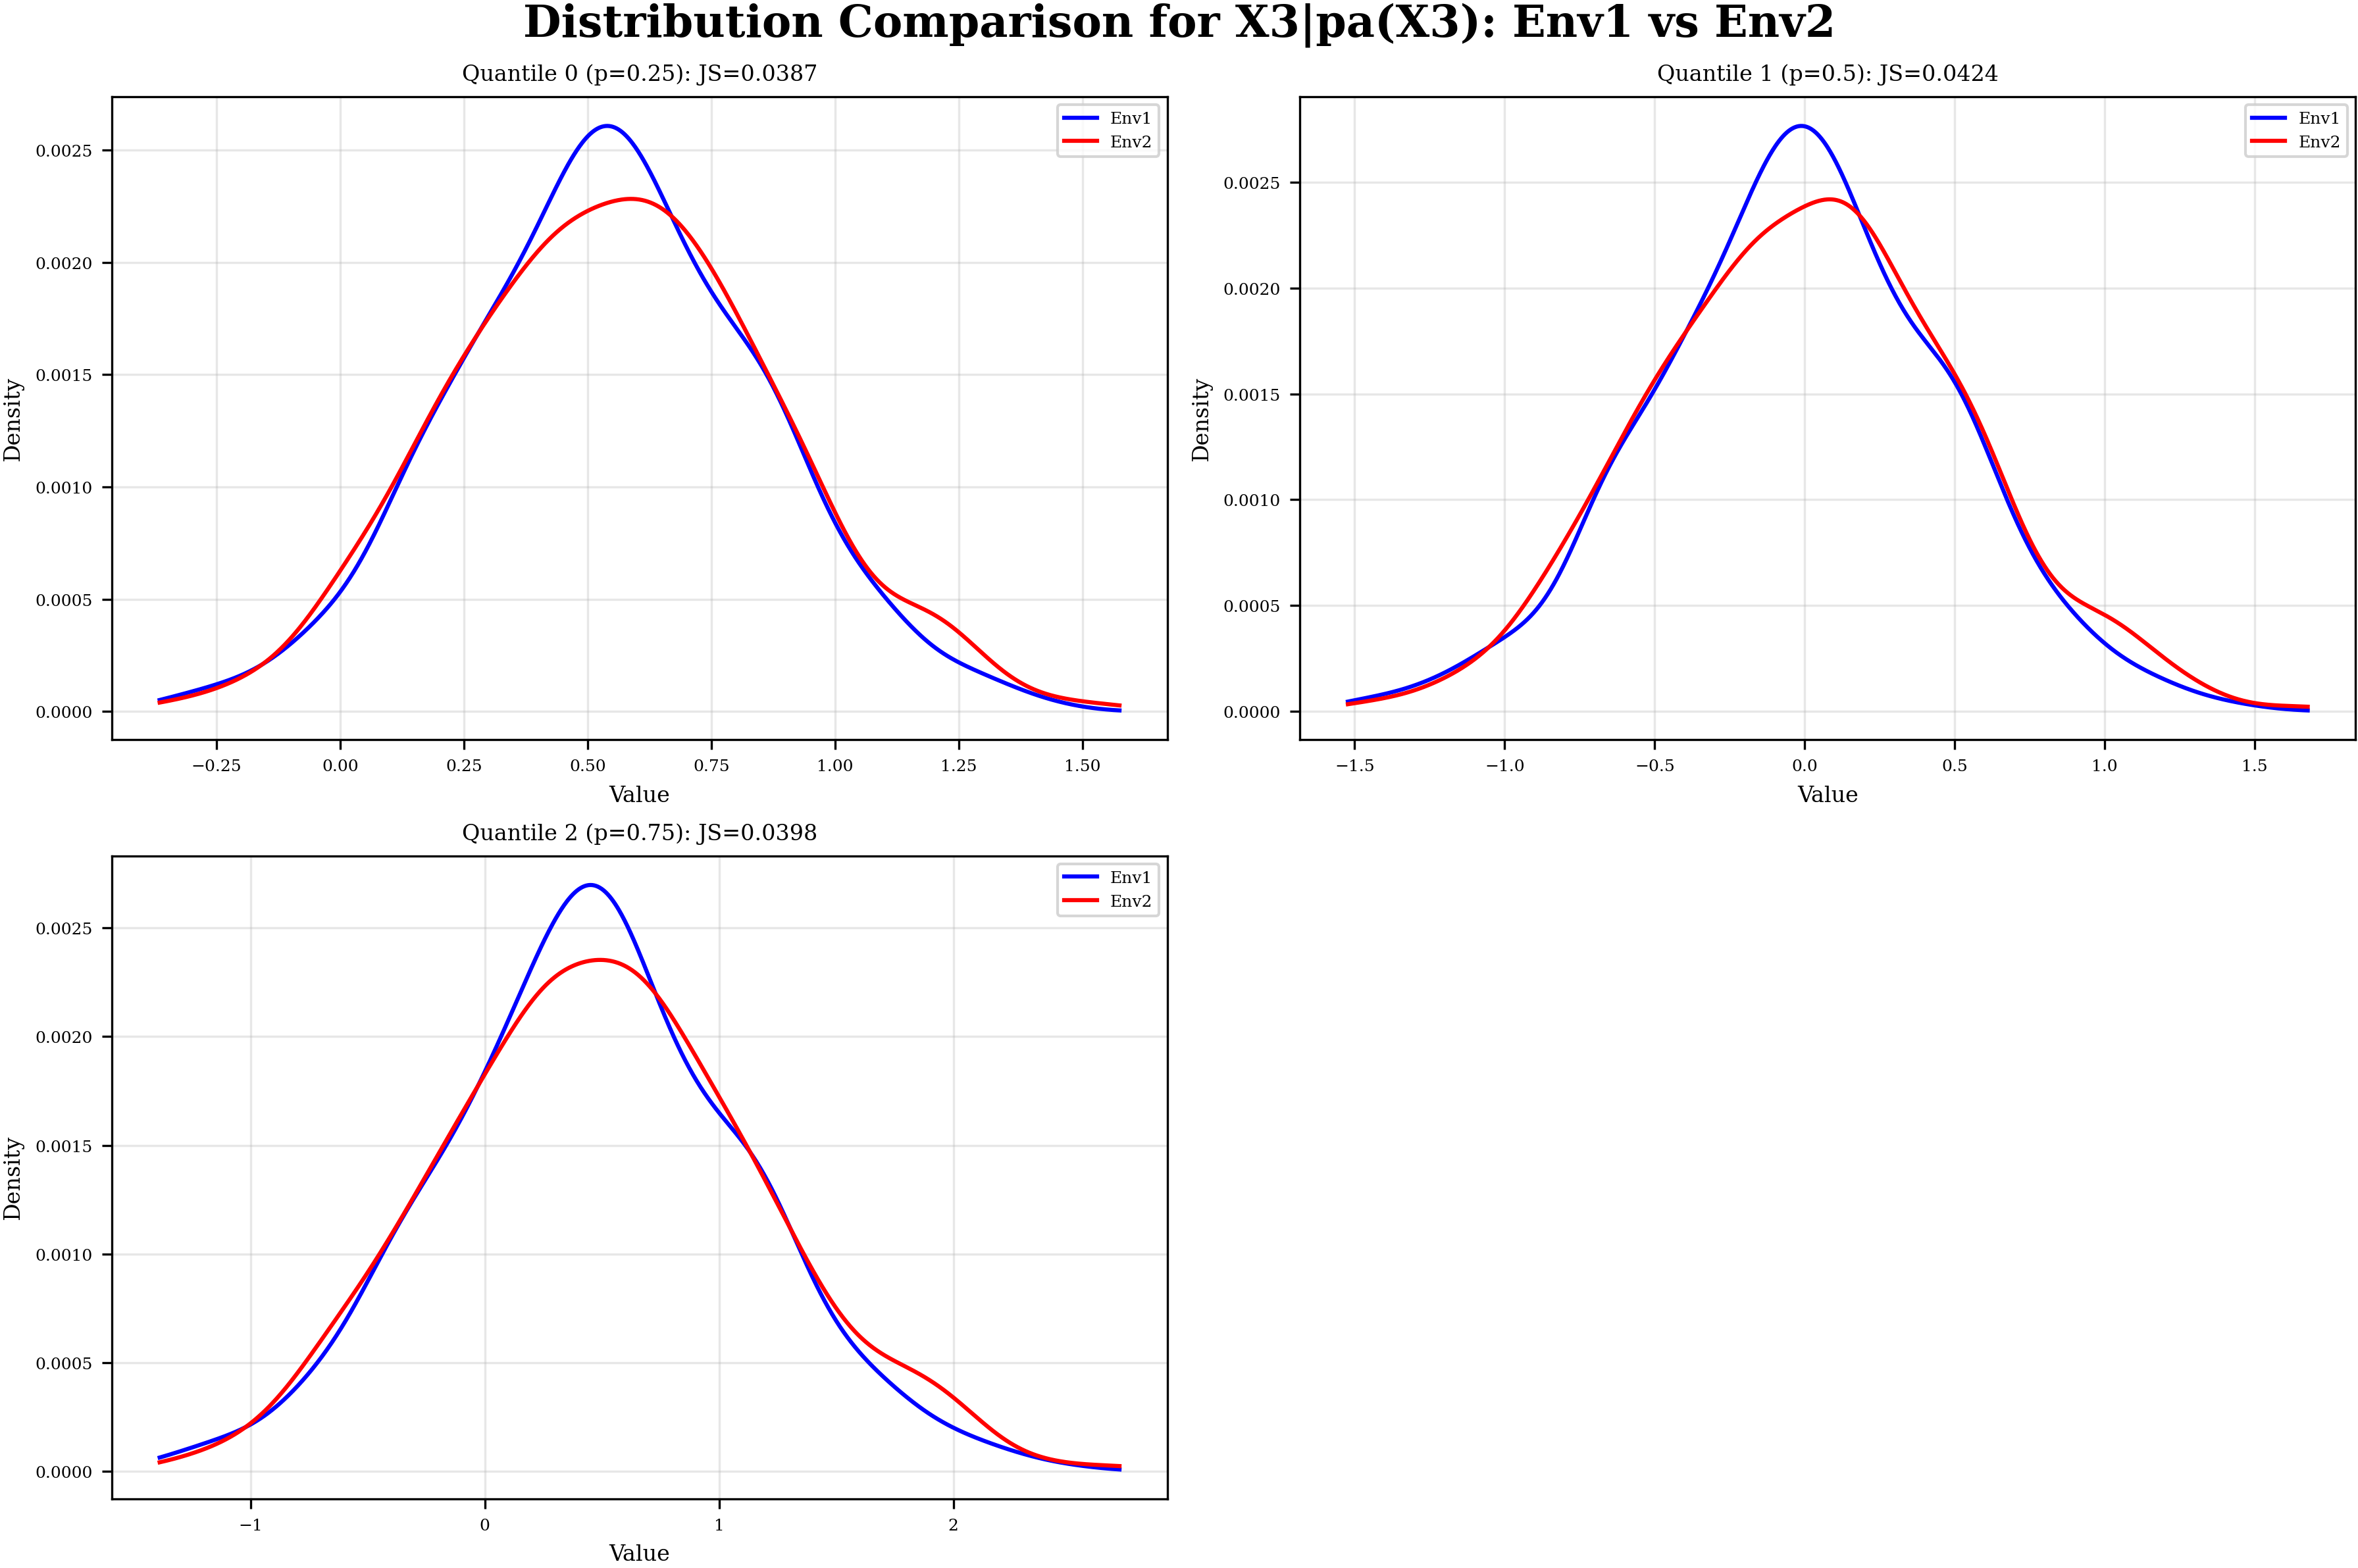 Distribution Comparison for X3|pa(X3): Env1 vs Env2
Quantile 0 (p=0.25): JS=0.0387
Env1
Env2
0.0025
0.0020
0.0015
0.0010
0.0005
0.0000
Density
−0.25 0.00 0.25 0.50 0.75 1.00 1.25 1.50
Value
Quantile 1 (p=0.5): JS=0.0424
Env1
Env2
0.0025
0.0020
0.0015
0.0010
0.0005
0.0000
Density
−1.5 −1.0 −0.5 0.0 0.5 1.0 1.5
Value
Quantile 2 (p=0.75): JS=0.0398
Env1
Env2
0.0025
0.0020
0.0015
0.0010
0.0005
0.0000
Density
−1 0 1 2
Value